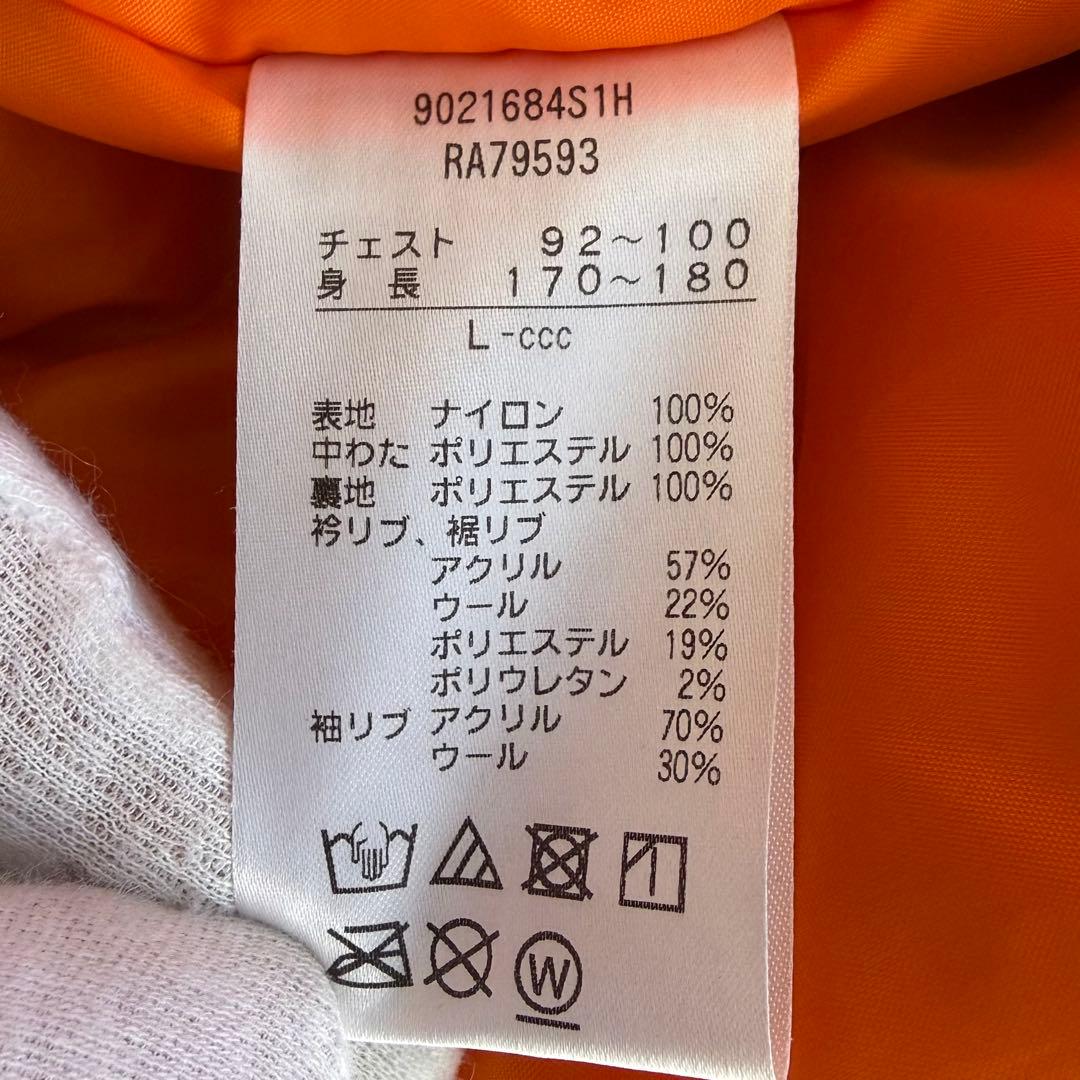 9021684S1H
RA79593
チェスト 92～100
身 長 170～180
L-ccc
表地 ナイロン 100%
中わた ポリエステル 100%
裏地 ポリエステル 100%
衿リブ、裾リブ
アクリル 57%
ウール 22%
ポリエステル 19%
ポリウレタン 2%
袖リブ アクリル 70%
ウール 30%
W